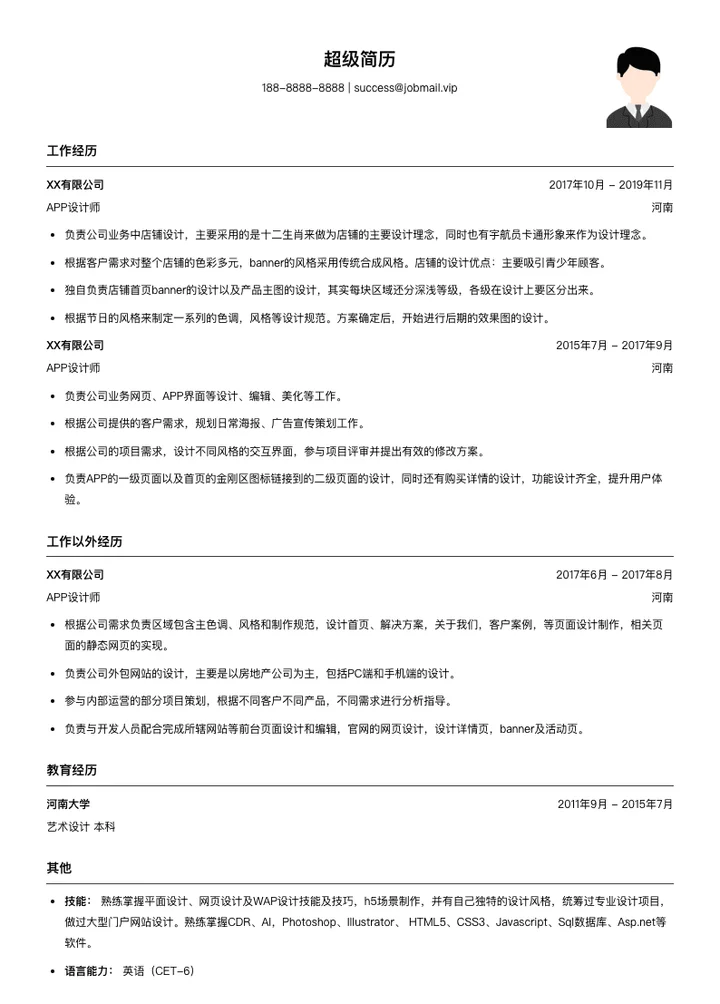 超级简历
188-8888-8888 | success@jobmail.vip
工作经历
XX有限公司 2017年10月 – 2019年11月
APP设计师 河南
• 负责公司业务中店铺设计，主要采用的是十二生肖来做为店铺的主要设计理念，同时也有宇航员卡通形象来作为设计理念。
• 根据客户需求对整个店铺的色彩多元，banner的风格采用传统合成风格。店铺的设计优点：主要吸引青少年顾客。
• 独自负责店铺首页banner的设计以及产品主图的设计，其实每块区域还分深浅等级，各级在设计上要区分出来。
• 根据节日的风格来制定一系列的色调，风格等设计规范。方案确定后，开始进行后期的效果图的设计。
XX有限公司 2015年7月 – 2017年9月
APP设计师 河南
• 负责公司业务网页、APP界面等设计、编辑、美化等工作。
• 根据公司提供的客户需求，规划日常海报、广告宣传策划工作。
• 根据公司的项目需求，设计不同风格的交互界面，参与项目评审并提出有效的修改方案。
• 负责APP的一级页面以及首页的金刚区图标链接到的二级页面的设计，同时还有购买详情的设计，功能设计齐全，提升用户体
验。
工作以外经历
XX有限公司 2017年6月 – 2017年8月
APP设计师 河南
• 根据公司需求负责区域包含主色调、风格和制作规范，设计首页、解决方案，关于我们，客户案例，等页面设计制作，相关页
面的静态网页的实现。
• 负责公司外包网站的设计，主要是以房地产公司为主，包括PC端和手机端的设计。
• 参与内部运营的部分项目策划，根据不同客户不同产品，不同需求进行分析指导。
• 负责与开发人员配合完成所辖网站等前台页面设计和编辑，官网的网页设计，设计详情页，banner及活动页。
教育经历
河南大学 2011年9月 – 2015年7月
艺术设计 本科
其他
• 技能： 熟练掌握平面设计、网页设计及WAP设计技能及技巧，h5场景制作，并有自己独特的设计风格，统筹过专业设计项目，
做过大型门户网站设计。熟练掌握CDR、AI，Photoshop、Illustrator、 HTML5、CSS3、Javascript、Sql数据库、Asp.net等
软件。
• 语言能力： 英语（CET-6）